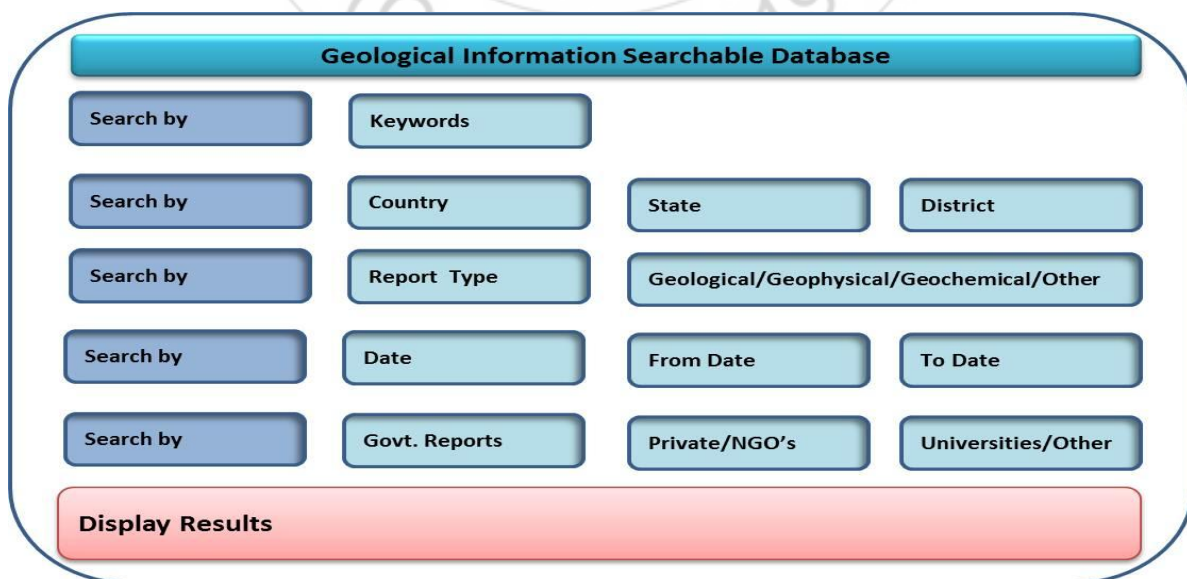 Geological Information Searchable Database
Search by Keywords
Search by Country State District
Search by Report Type Geological/Geophysical/Geochemical/Other
Search by Date From Date To Date
Search by Govt. Reports Private/NGO's Universities/Other
Display Results